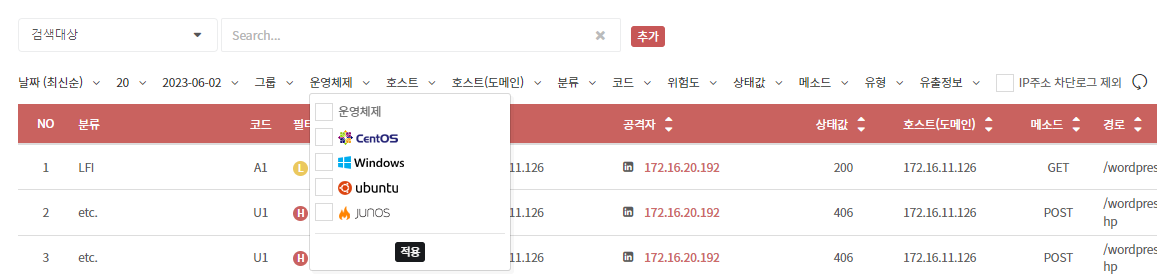 검색대상 Search... 추가
날짜 (최신순) 20 2023-06-02 그룹 운영체제 호스트 호스트(도메인) 분류 코드 위험도 상태값 메소드 유형 유출정보 IP주소 차단로그 제외
NO 분류 코드 공격자 상태값 호스트(도메인) 메소드 경로
운영체제
CentOS
Windows
ubuntu
JUNOS
적용
1 LFI A1 L 11.126 in 172.16.20.192 200 172.16.11.126 GET /wordpres
2 etc. U1 H 11.126 in 172.16.20.192 406 172.16.11.126 POST /wordpres
hp
3 etc. U1 H 11.126 in 172.16.20.192 406 172.16.11.126 POST /wordpres
hp